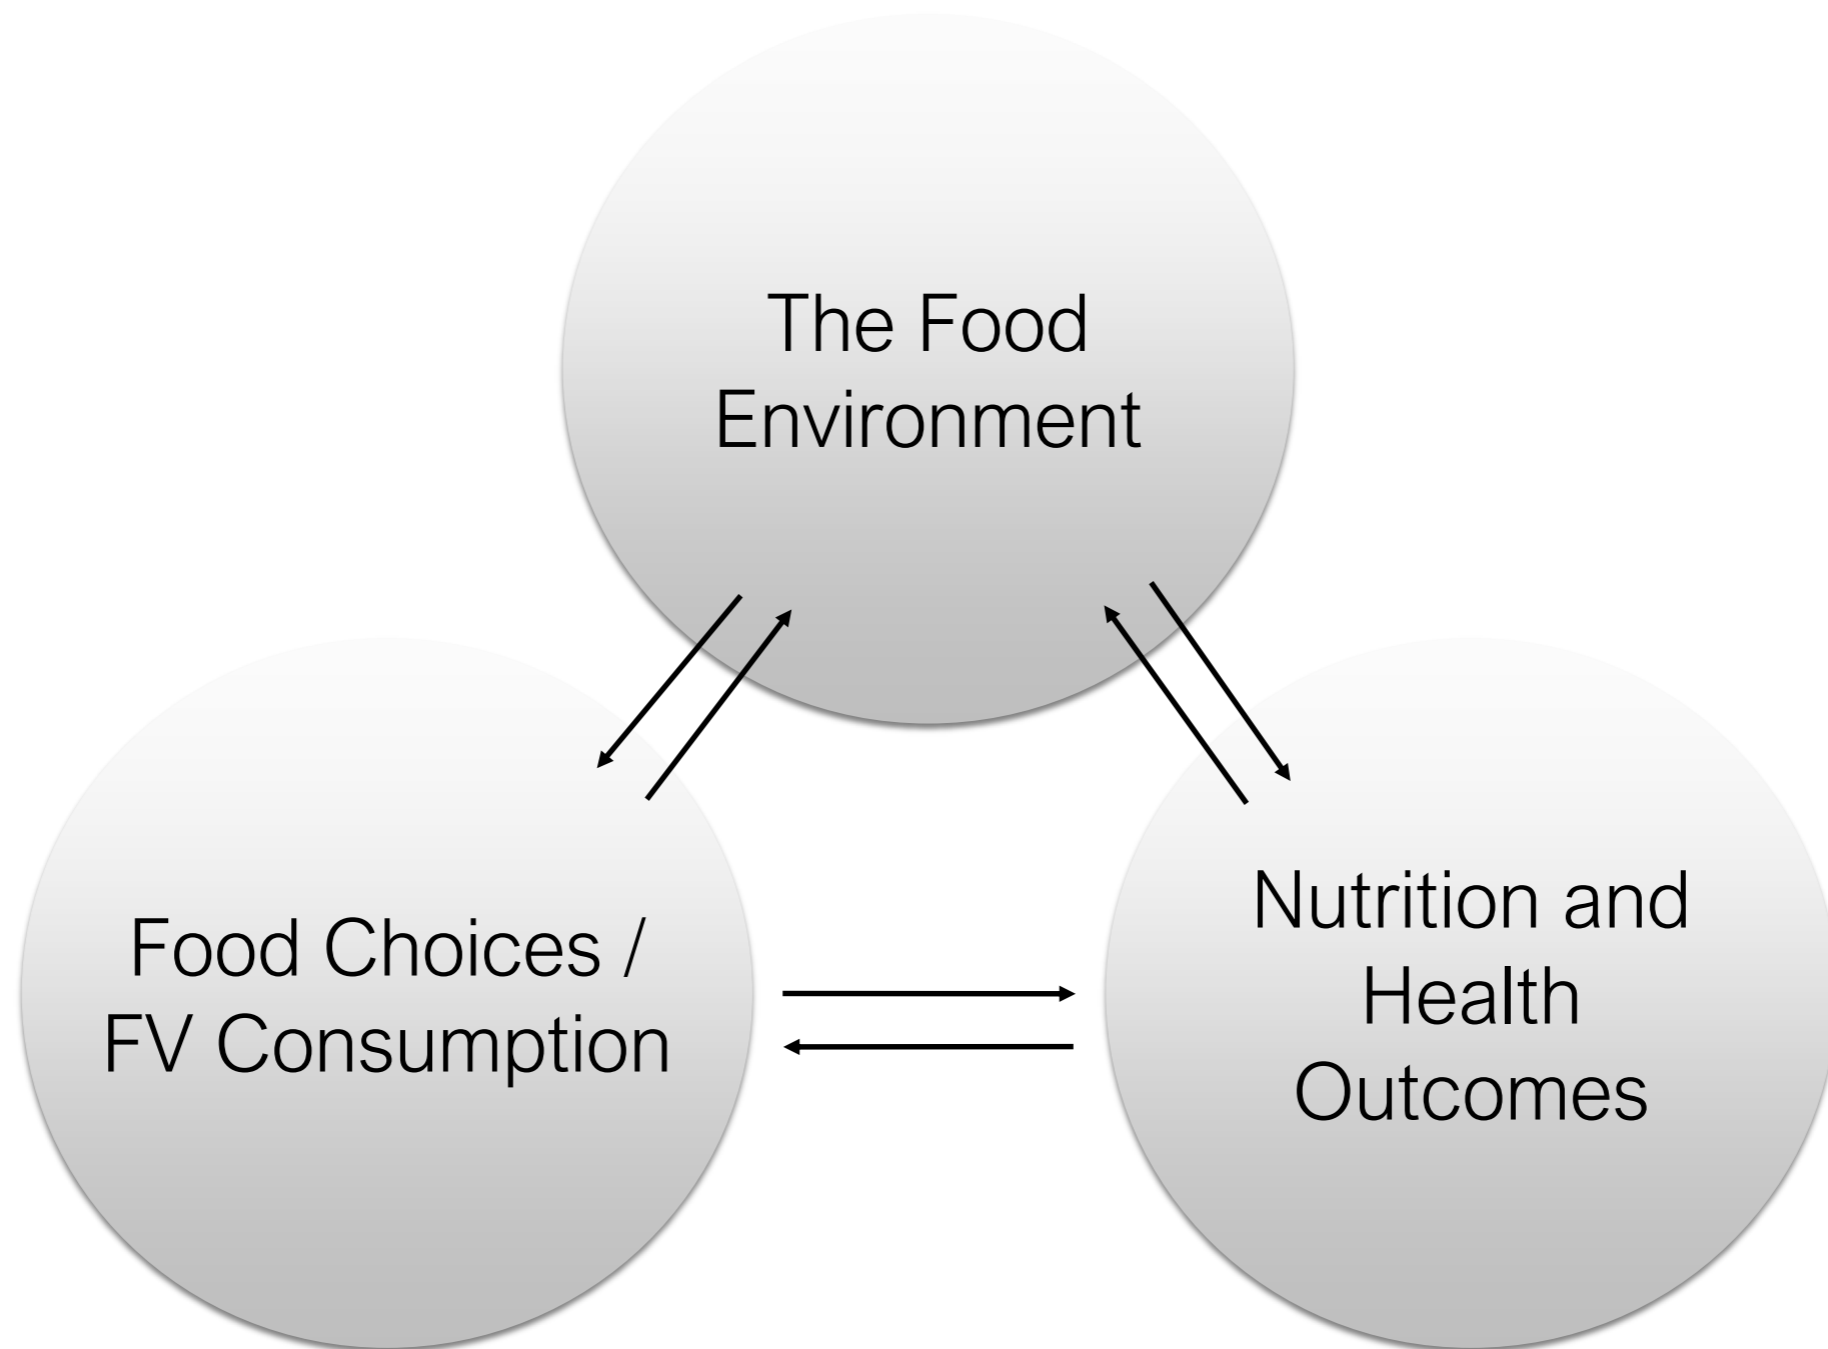 The Food
Environment
Food Choices /
FV Consumption
Nutrition and
Health
Outcomes